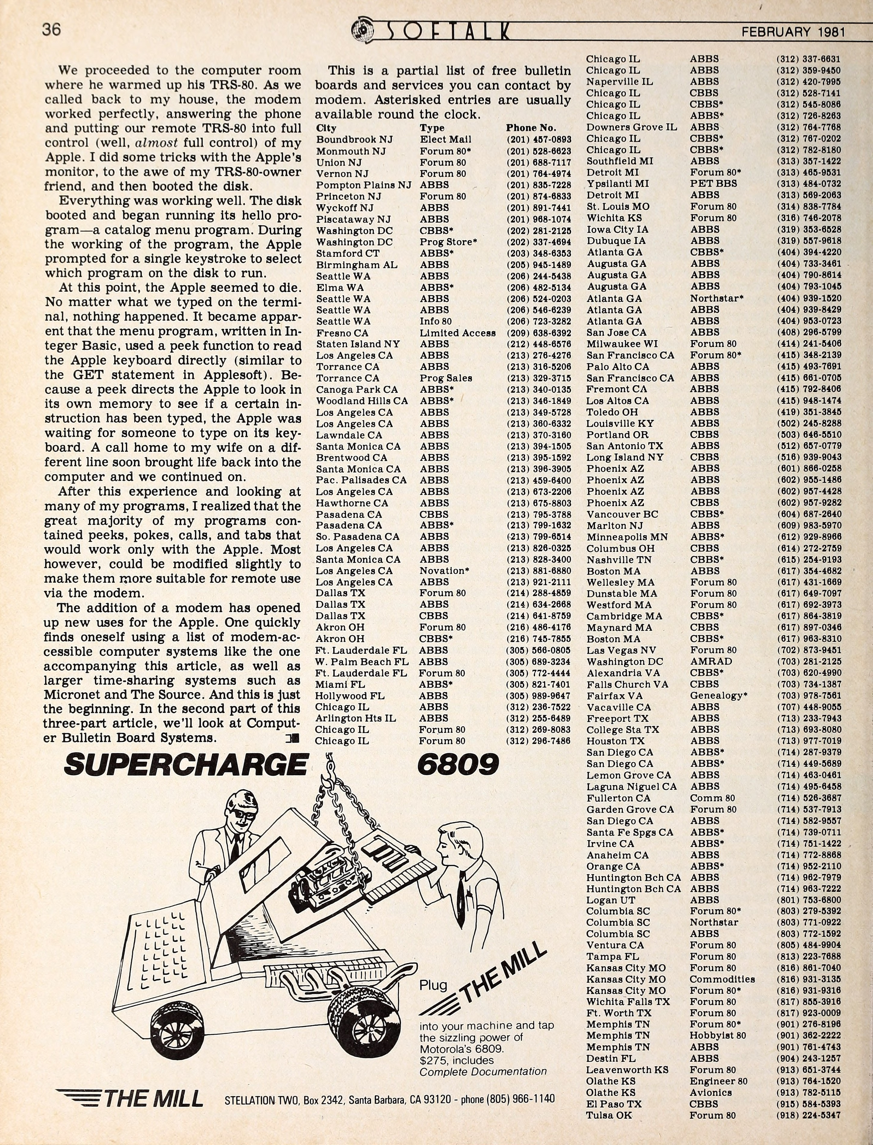 36
SOFTALK
FEBRUARY 1981
We proceeded to the computer room
where he warmed up his TRS-80. As we
called back to my house, the modem
worked perfectly, answering the phone
and putting our remote TRS-80 into full
control (well, almost full control) of my
Apple. I did some tricks with the Apple's
monitor, to the awe of my TRS-80-owner
friend, and then booted the disk.
Everything was working well. The disk
booted and began running its hello pro-
gram—a catalog menu program. During
the working of the program, the Apple
prompted for a single keystroke to select
which program on the disk to run.
At this point, the Apple seemed to die.
No matter what we typed on the termi-
nal, nothing happened. It became appar-
ent that the menu program, written in In-
teger Basic, used a peek function to read
the Apple keyboard directly (similar to
the GET statement in Applesoft). Be-
cause a peek directs the Apple to look in
its own memory to see if a certain in-
struction has been typed, the Apple was
waiting for someone to type on its key-
board. A call home to my wife on a dif-
ferent line soon brought life back into the
computer and we continued on.
After this experience and looking at
many of my programs, I realized that the
great majority of my programs con-
tained peeks, pokes, calls, and tabs that
would work only with the Apple. Most
however, could be modified slightly to
make them more suitable for remote use
via the modem.
The addition of a modem has opened
up new uses for the Apple. One quickly
finds oneself using a list of modem-ac-
cessible computer systems like the one
accompanying this article, as well as
larger time-sharing systems such as
Micronet and The Source. And this is just
the beginning. In the second part of this
three-part article, we'll look at Comput-
er Bulletin Board Systems.
This is a partial list of free bulletin
boards and services you can contact by
modem. Asterisked entries are usually
available round the clock.
City Type Phone No.
Boundbrook NJ Elect Mail (201) 457-0893
Monmouth NJ Forum 80* (201) 528-6623
Union NJ Forum 80 (201) 688-7117
Vernon NJ Forum 80 (201) 764-4974
Pompton Plains NJ ABBS (201) 835-7228
Princeton NJ Forum 80 (201) 874-6833
Wyckoff NJ ABBS (201) 891-7441
Piscataway NJ ABBS (201) 968-1074
Washington DC CBBS* (202) 281-2125
Washington DC Prog Store* (202) 337-4694
Stamford CT ABBS* (203) 348-6353
Birmingham AL ABBS (205) 945-1489
Seattle WA ABBS (206) 244-5438
Elma WA ABBS* (206) 482-5134
Seattle WA ABBS (206) 524-0203
Seattle WA ABBS (206) 546-6239
Seattle WA Info 80 (206) 723-3282
Fresno CA Limited Access (209) 638-6392
Staten Island NY ABBS (212) 448-6576
Los Angeles CA ABBS (213) 276-4276
Torrance CA ABBS (213) 316-5206
Torrance CA Prog Sales (213) 329-3715
Canoga Park CA ABBS* (213) 340-0135
Woodland Hills CA ABBS* (213) 346-1849
Los Angeles CA ABBS (213) 349-5728
Los Angeles CA ABBS (213) 360-6332
Lawndale CA ABBS (213) 370-3160
Santa Monica CA ABBS (213) 394-1505
Brentwood CA ABBS (213) 395-1592
Santa Monica CA ABBS (213) 396-3905
Pac. Palisades CA ABBS (213) 459-6400
Los Angeles CA ABBS (213) 673-2206
Hawthorne CA ABBS (213) 675-8803
Pasadena CA CBBS (213) 795-3788
Pasadena CA ABBS* (213) 799-1632
So. Pasadena CA ABBS (213) 799-6514
Los Angeles CA ABBS (213) 826-0325
Santa Monica CA ABBS (213) 828-3400
Los Angeles CA Novation* (213) 881-6880
Los Angeles CA ABBS (213) 921-2111
Dallas TX Forum 80 (214) 288-4859
Dallas TX ABBS (214) 634-2668
Dallas TX CBBS (214) 641-8759
Akron OH Forum 80 (216) 486-4176
Akron OH CBBS* (216) 745-7855
Ft. Lauderdale FL ABBS (305) 566-0805
W. Palm Beach FL ABBS (305) 689-3234
Ft. Lauderdale FL Forum 80 (305) 772-4444
Miami FL ABBS* (305) 821-7401
Hollywood FL ABBS (305) 989-9647
Chicago IL ABBS (312) 236-7522
Arlington Hts IL ABBS (312) 255-6489
Chicago IL Forum 80 (312) 269-8083
Chicago IL Forum 80 (312) 296-7486
Chicago IL ABBS (312) 337-6631
Chicago IL ABBS (312) 359-9450
Naperville IL ABBS (312) 420-7995
Chicago IL CBBS (312) 528-7141
Chicago IL CBBS* (312) 545-8086
Chicago IL ABBS* (312) 726-8263
Downers Grove IL ABBS (312) 764-7768
Chicago IL CBBS* (312) 767-0202
Chicago IL CBBS* (312) 782-8180
Southfield MI ABBS (313) 357-1422
Detroit MI Forum 80* (313) 465-9531
Ypsilanti MI PET BBS (313) 484-0732
Detroit MI ABBS (313) 569-2063
St. Louis MO Forum 80 (314) 838-7784
Wichita KS Forum 80 (316) 746-2078
Iowa City IA ABBS (319) 353-6528
Dubuque IA ABBS (319) 557-9618
Atlanta GA CBBS* (404) 394-4220
Augusta GA ABBS (404) 733-3461
Augusta GA ABBS (404) 790-8614
Augusta GA ABBS (404) 793-1045
Atlanta GA Northstar* (404) 939-1520
Atlanta GA ABBS (404) 939-8429
Atlanta GA ABBS (404) 953-0723
San Jose CA ABBS (408) 296-5799
Milwaukee WI Forum 80 (414) 241-5406
San Francisco CA Forum 80* (415) 348-2139
Palo Alto CA ABBS (415) 493-7691
San Francisco CA ABBS (415) 661-0705
Fremont CA ABBS (415) 792-8406
Los Altos CA ABBS (415) 948-1474
Toledo OH ABBS (419) 351-3845
Louisville KY ABBS (502) 245-8288
Portland OR CBBS (503) 646-5510
San Antonio TX ABBS (512) 657-0779
Long Island NY CBBS (516) 939-9043
Phoenix AZ ABBS (601) 866-0258
Phoenix AZ ABBS (602) 955-1486
Phoenix AZ ABBS (602) 957-4428
Phoenix AZ CBBS (602) 957-9282
Vancouver BC CBBS* (604) 687-2640
Marlton NJ ABBS (609) 983-5970
Minneapolis MN ABBS* (612) 929-8966
Columbus OH CBBS (614) 272-2759
Nashville TN CBBS* (615) 254-9193
Boston MA ABBS (617) 354-4682
Wellesley MA Forum 80 (617) 431-1669
Dunstable MA Forum 80 (617) 649-7097
Westford MA Forum 80 (617) 692-3973
Cambridge MA CBBS* (617) 864-3819
Maynard MA CBBS (617) 897-0346
Boston MA CBBS* (617) 963-8310
Las Vegas NV Forum 80 (702) 873-9451
Washington DC AMRAD (703) 281-2125
Alexandria VA CBBS* (703) 620-4990
Falls Church VA CBBS (703) 734-1387
Fairfax VA Genealogy* (703) 978-7561
Vacaville CA ABBS (707) 448-9055
Freeport TX ABBS (713) 233-7943
College Sta TX ABBS (713) 693-8080
Houston TX ABBS (713) 977-7019
San Diego CA ABBS* (714) 287-9379
San Diego CA ABBS* (714) 449-5689
Lemon Grove CA ABBS (714) 463-0461
Laguna Niguel CA ABBS (714) 495-6458
Fullerton CA Comm 80 (714) 526-3687
Garden Grove CA Forum 80 (714) 537-7913
San Diego CA ABBS (714) 582-9557
Santa Fe Spgs CA ABBS* (714) 739-0711
Irvine CA ABBS* (714) 751-1422
Anaheim CA ABBS (714) 772-8868
Orange CA ABBS* (714) 952-2110
Huntington Bch CA ABBS (714) 962-7979
Huntington Bch CA ABBS (714) 963-7222
Logan UT ABBS (801) 753-6800
Columbia SC Forum 80* (803) 279-5392
Columbia SC Northstar (803) 771-0922
Columbia SC ABBS (803) 772-1592
Ventura CA Forum 80 (805) 484-9904
Tampa FL Forum 80 (813) 223-7688
Kansas City MO Forum 80 (816) 861-7040
Kansas City MO Commodities (816) 931-3135
Kansas City MO Forum 80* (816) 931-9316
Wichita Falls TX Forum 80 (817) 855-3916
Ft. Worth TX Forum 80 (817) 923-0009
Memphis TN Forum 80* (901) 276-8196
Memphis TN Hobbyist 80 (901) 362-2222
Memphis TN ABBS (901) 761-4743
Destin FL ABBS (904) 243-1257
Leavenworth KS Forum 80 (913) 651-3744
Olathe KS Engineer 80 (913) 764-1520
Olathe KS Avionics (913) 782-5115
El Paso TX CBBS (915) 584-5393
Tulsa OK Forum 80 (918) 224-5347
SUPERCHARGE 6809
Plug THE MILL
into your machine and tap
the sizzling power of
Motorola's 6809.
$275, includes
Complete Documentation
THE MILL STELLATION TWO, Box 2342, Santa Barbara, CA 93120 - phone (805) 966-1140